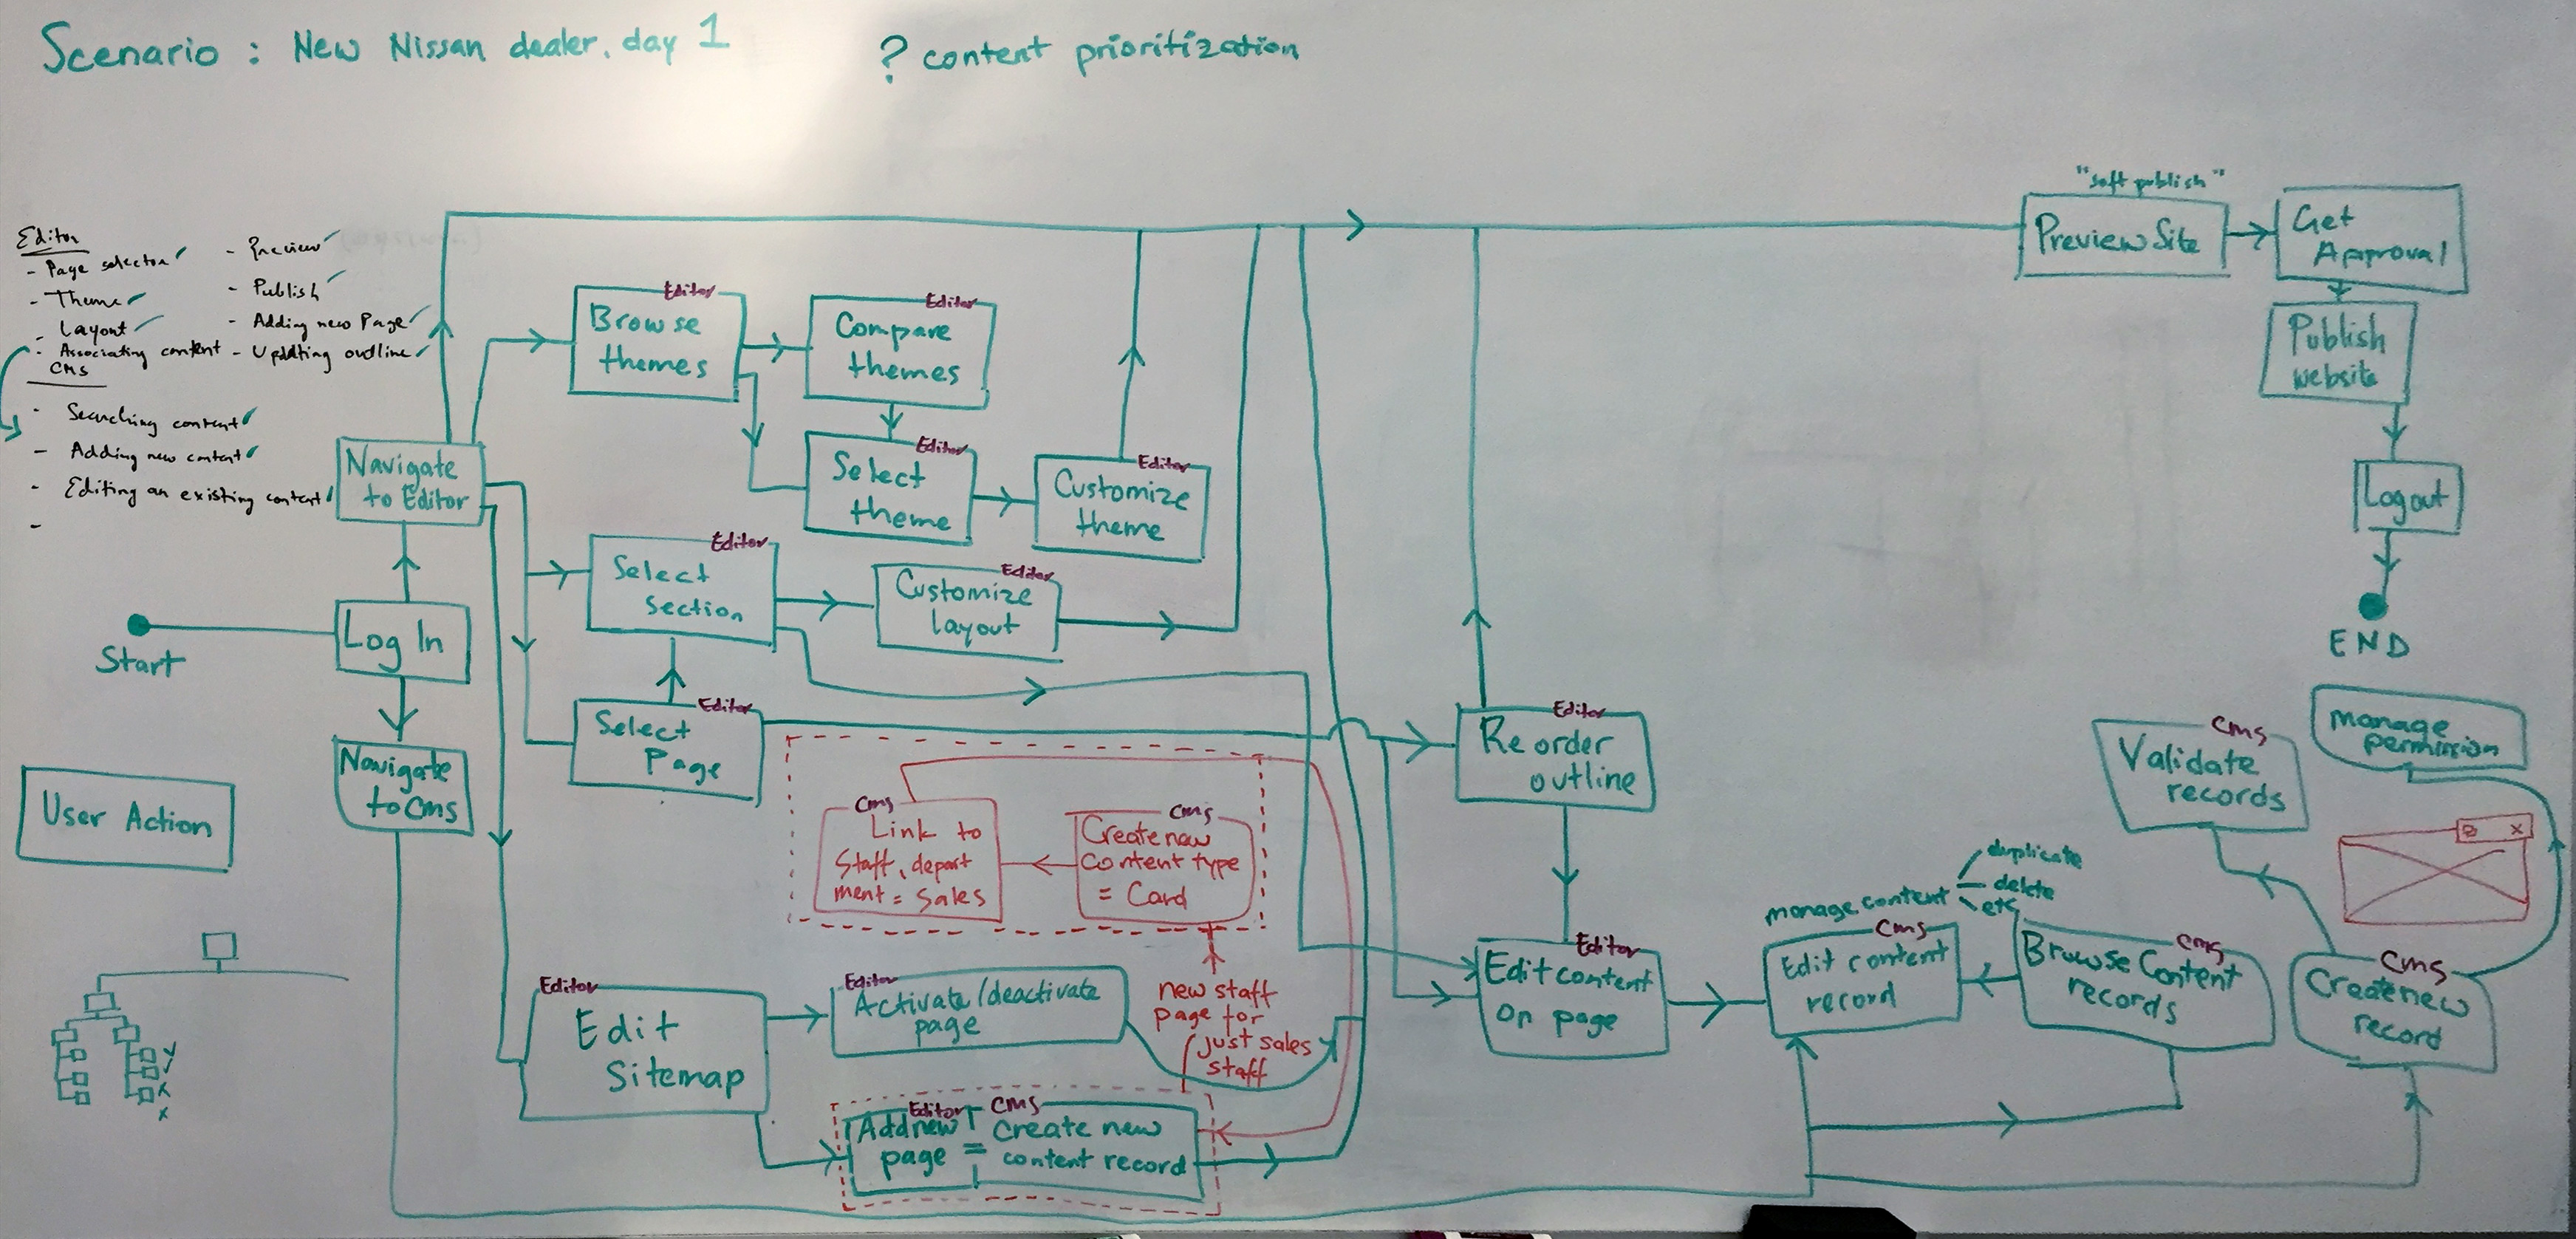 Scenario : New Nissan dealer, day 1
? content prioritization
Editor
- Page selector
- Theme
- Layout
- Associating content
- Preview
- Publish
- Adding new Page
- Updating outline
CMS
- Searching content
- Adding new content
- Editing an existing content
-
Start
Log In
Navigate
to Editor
Navigate
to CMS
User Action
Editor
Browse
themes
Editor
Compare
themes
Editor
Select
theme
Editor
Customize
theme
Editor
Select
section
Editor
Customize
layout
Editor
Select
Page
cms
Link to
Staff, depart
ment = Sales
cms
Create new
content type
= Card
new staff
page for
just sales
staff
Editor
Edit
Sitemap
Editor
Activate/deactivate
page
Editor
Add new
page
=
cms
create new
content record
Editor
Reorder
outline
Editor
Edit content
on page
manage content
duplicate
delete
etc
cms
Edit content
record
cms
Browse Content
records
cms
Create new
record
cms
Validate
records
manage
permission
X
"soft publish"
Preview Site
Get
Approval
Publish
website
Logout
END